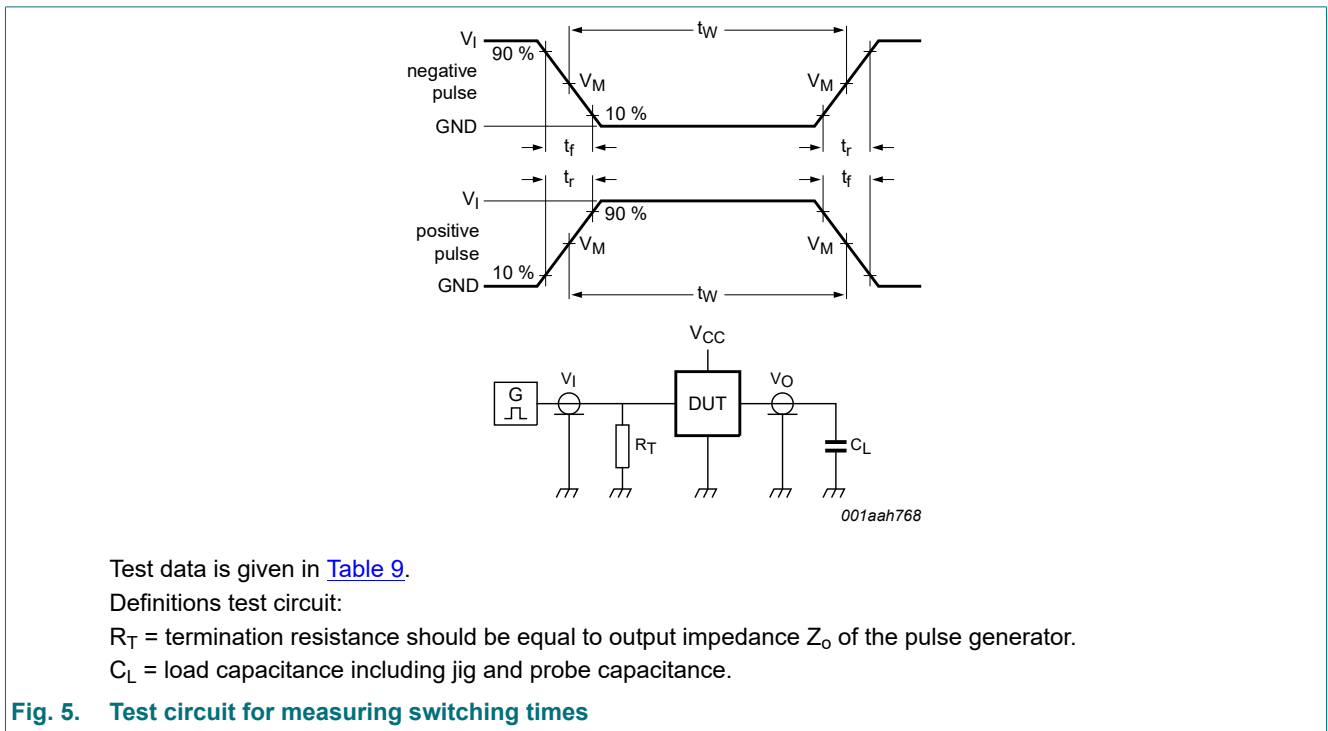 tW
VI
90 %
negative
pulse
VM
VM
10 %
GND
tf
tr
tr
tf
VI
90 %
positive
pulse
VM
VM
10 %
GND
tW
VCC
VI
VO
G
DUT
RT
CL
001aah768
Test data is given in Table 9.
Definitions test circuit:
RT = termination resistance should be equal to output impedance Zo of the pulse generator.
CL = load capacitance including jig and probe capacitance.
Fig. 5. Test circuit for measuring switching times